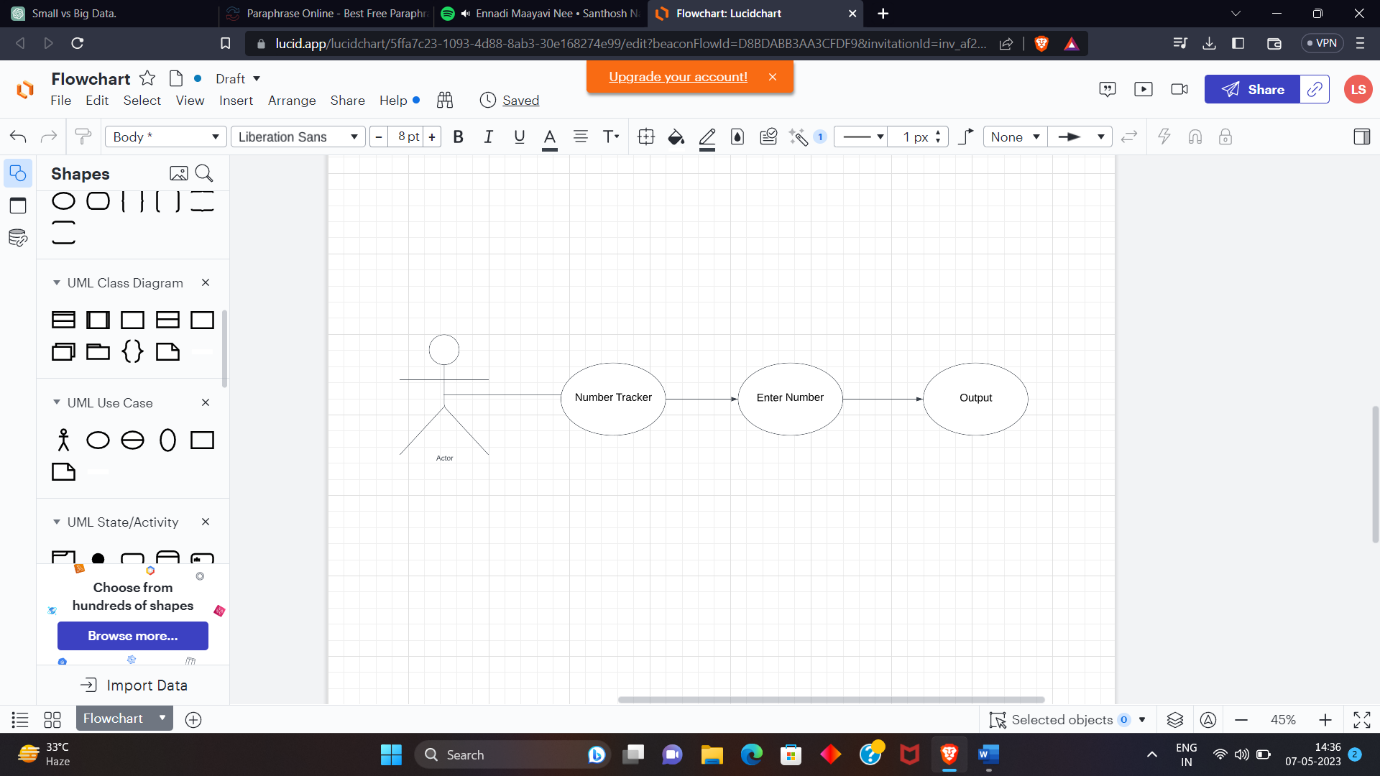 Small vs Big Data.
Paraphrase Online - Best Free Paraphr
Ennadi Maayavi Nee • Santhosh N
Flowchart: Lucidchart
lucid.app/lucidchart/5ffa7c23-1093-4d88-8ab3-30e168274e99/edit?beaconFlowId=D8BDABB3AA3CFDF9&invitationId=inv_af2...
VPN
Flowchart
Draft
Upgrade your account!
File Edit Select View Insert Arrange Share Help
Saved
Share
LS
Body *
Liberation Sans
- 8 pt +
B I U A T
1
1 px
None
Shapes
UML Class Diagram
UML Use Case
UML State/Activity
Choose from
hundreds of shapes
Browse more...
Import Data
Number Tracker
Enter Number
Output
Actor
Flowchart
Selected objects 0
45%
33°C
Haze
Search
ENG
IN
14:36
07-05-2023
2